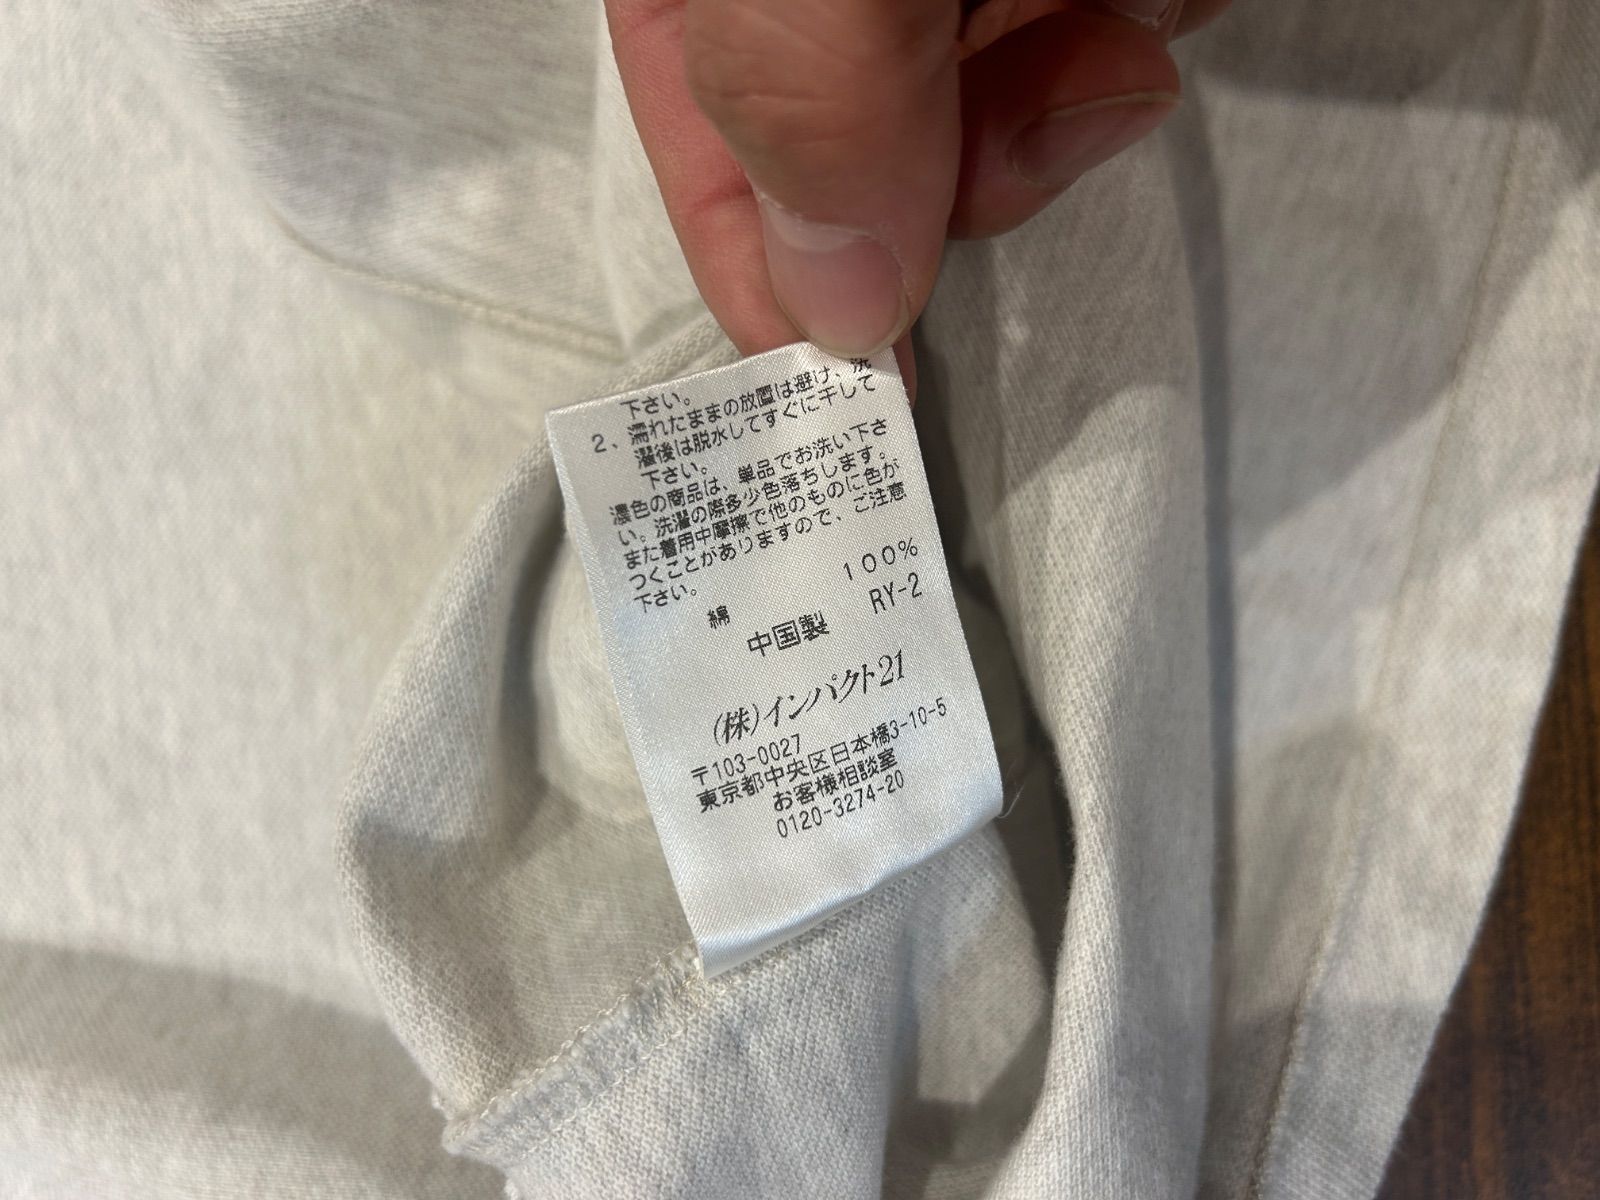 下さい。
2、濡れたままの放置は避け、洗
濯後は脱水してすぐに干して
下さい。
濃色の商品は、単品でお洗い下さ
い。洗濯の際多少色落ちします。
また着用中摩擦で他のものに色が
つくことがありますので、ご注意
下さい。
綿 100%
中国製 RY-2
(株)インパクト21
〒103-0027
東京都中央区日本橋3-10-5
お客様相談室
0120-3274-20